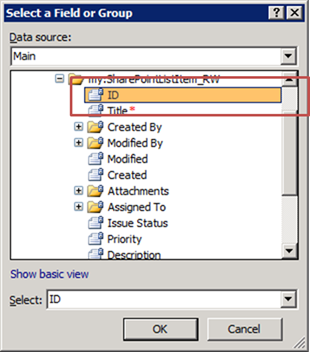 Select a Field or Group
Data source:
Main
my:SharePointListItem_RW
ID
Title *
Created By
Modified By
Modified
Created
Attachments
Assigned To
Issue Status
Priority
Description
Show basic view
Select: ID
OK Cancel